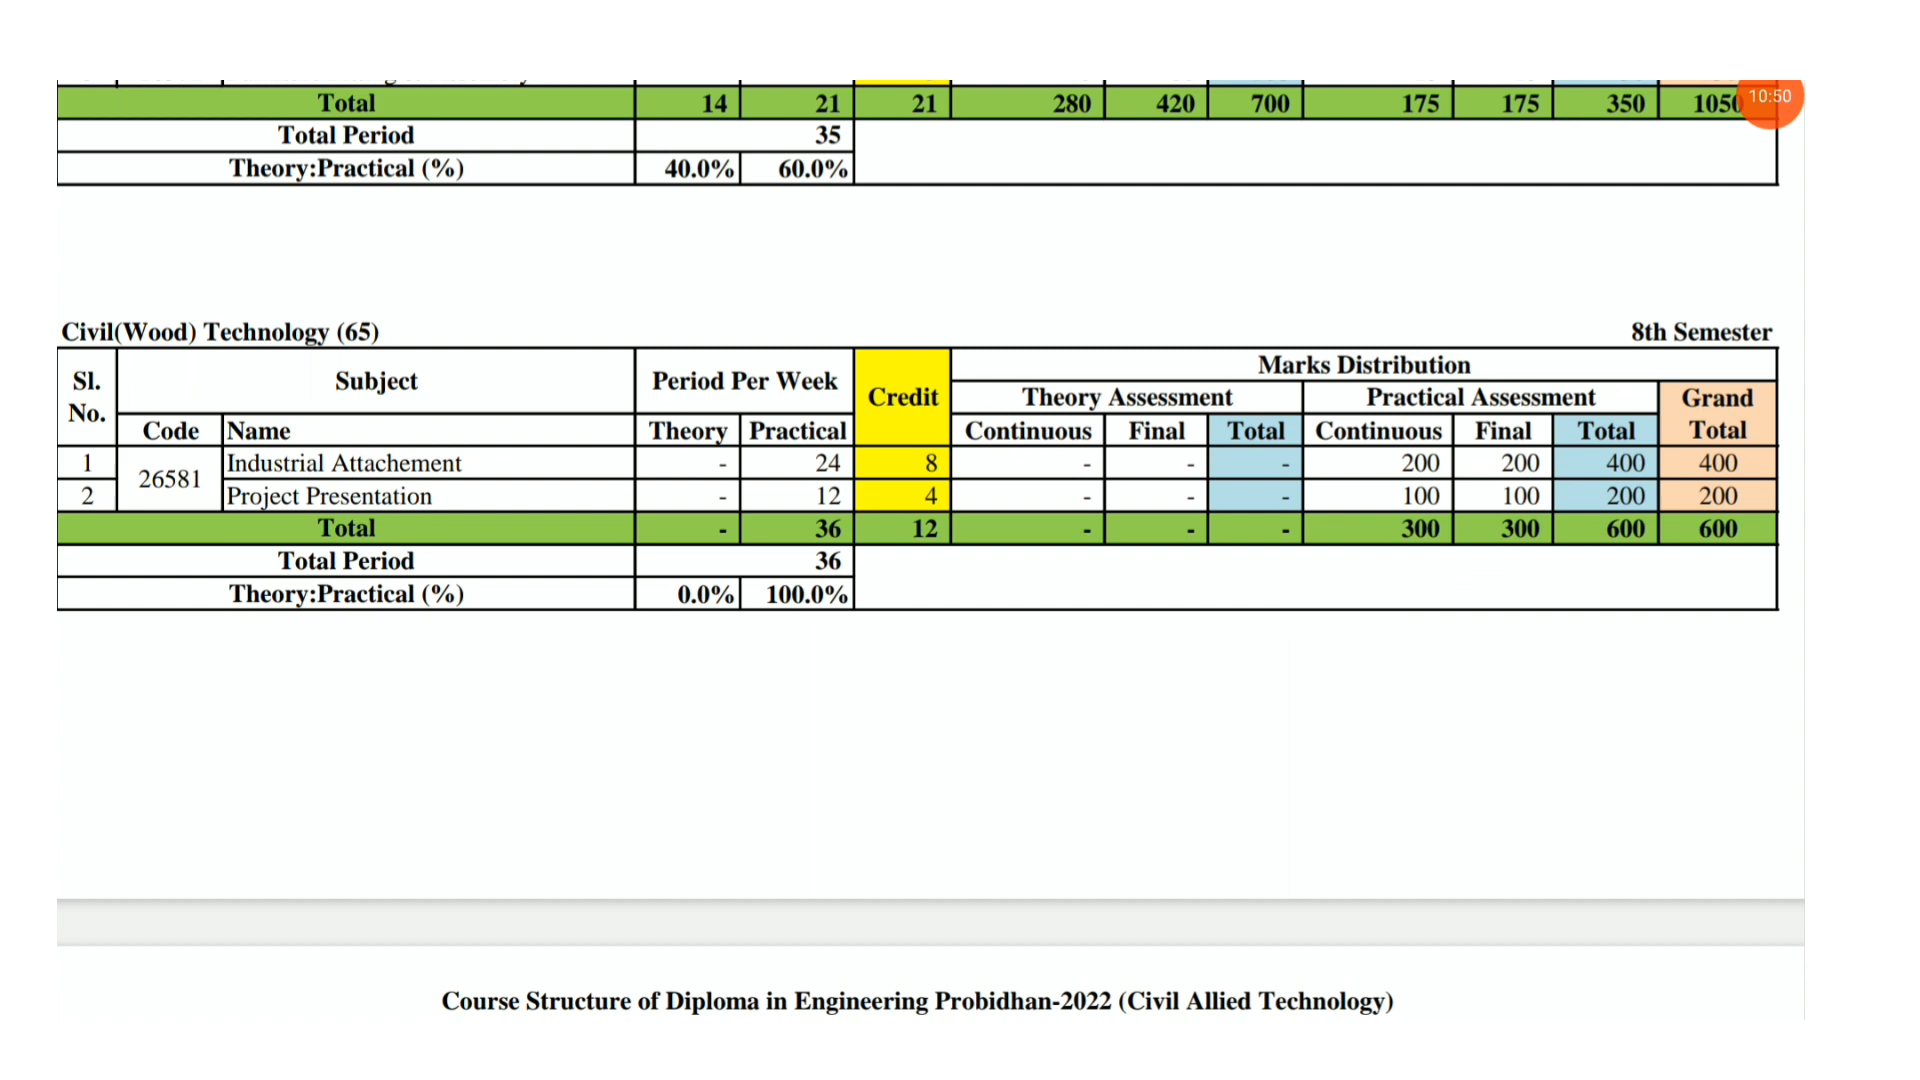 Total 14 21 21 280 420 700 175 175 350 1050
10:50
Total Period 35
Theory:Practical (%) 40.0% 60.0%
Civil(Wood) Technology (65) 8th Semester
Sl. No. Subject Period Per Week Credit Marks Distribution
Theory Assessment Practical Assessment Grand Total
Code Name Theory Practical Continuous Final Total Continuous Final Total
1 26581 Industrial Attachement - 24 8 - - - 200 200 400 400
2 Project Presentation - 12 4 - - - 100 100 200 200
Total - 36 12 - - - 300 300 600 600
Total Period 36
Theory:Practical (%) 0.0% 100.0%
Course Structure of Diploma in Engineering Probidhan-2022 (Civil Allied Technology)